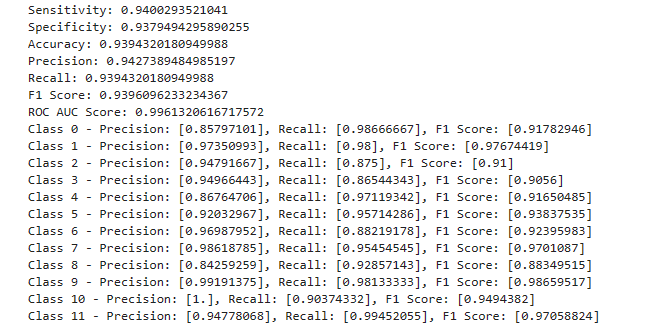 Sensitivity: 0.9400293521041
Specificity: 0.9379494295890255
Accuracy: 0.9394320180949988
Precision: 0.9427389484985197
Recall: 0.9394320180949988
F1 Score: 0.9396096233234367
ROC AUC Score: 0.9961320616717572
Class 0 - Precision: [0.85797101], Recall: [0.98666667], F1 Score: [0.91782946]
Class 1 - Precision: [0.97350993], Recall: [0.98], F1 Score: [0.97674419]
Class 2 - Precision: [0.94791667], Recall: [0.875], F1 Score: [0.91]
Class 3 - Precision: [0.94966443], Recall: [0.86544343], F1 Score: [0.9056]
Class 4 - Precision: [0.86764706], Recall: [0.97119342], F1 Score: [0.91650485]
Class 5 - Precision: [0.92032967], Recall: [0.95714286], F1 Score: [0.93837535]
Class 6 - Precision: [0.96987952], Recall: [0.88219178], F1 Score: [0.92395983]
Class 7 - Precision: [0.98618785], Recall: [0.95454545], F1 Score: [0.9701087]
Class 8 - Precision: [0.84259259], Recall: [0.92857143], F1 Score: [0.88349515]
Class 9 - Precision: [0.99191375], Recall: [0.98133333], F1 Score: [0.98659517]
Class 10 - Precision: [1.], Recall: [0.90374332], F1 Score: [0.9494382]
Class 11 - Precision: [0.94778068], Recall: [0.99452055], F1 Score: [0.97058824]